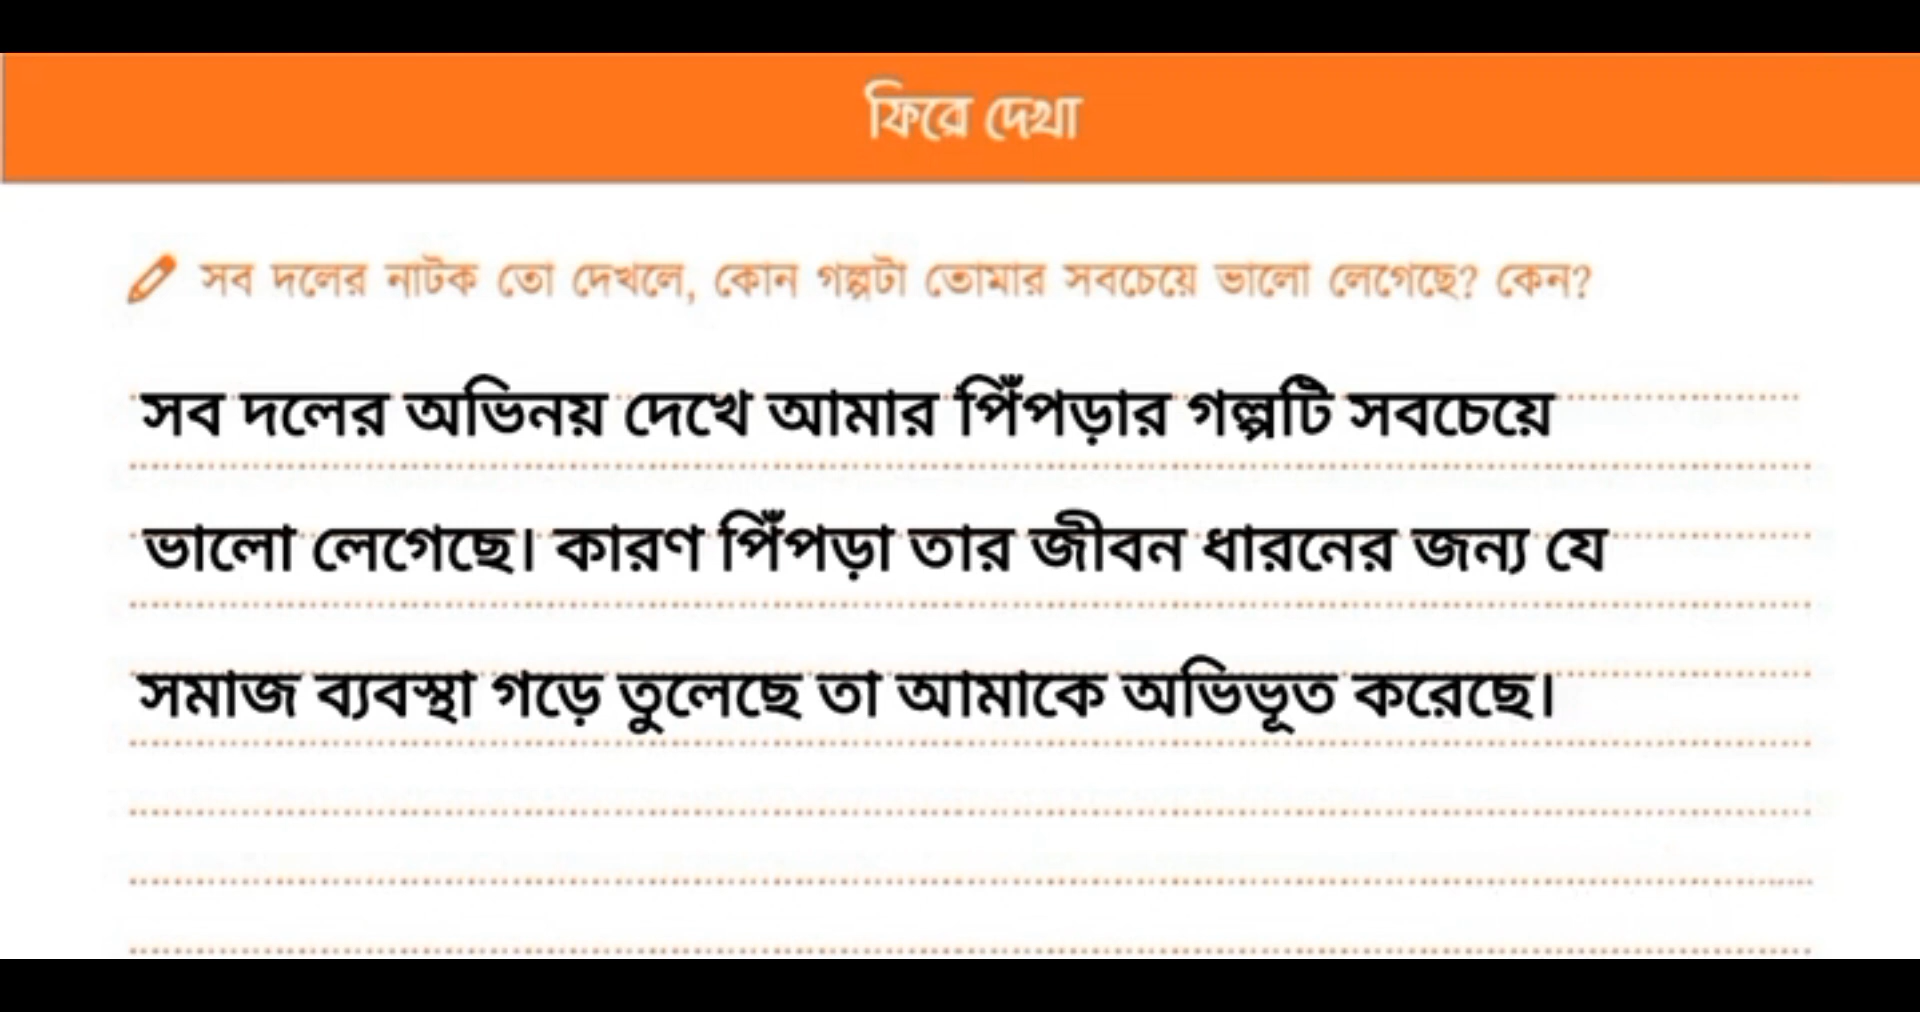 ফিরে দেখা
সব দলের নাটক তো দেখলে, কোন গল্পটা তোমার সবচেয়ে ভালো লেগেছে? কেন?
সব দলের অভিনয় দেখে আমার পিঁপড়ার গল্পটি সবচেয়ে
ভালো লেগেছে। কারণ পিঁপড়া তার জীবন ধারনের জন্য যে
সমাজ ব্যবস্থা গড়ে তুলেছে তা আমাকে অভিভূত করেছে।